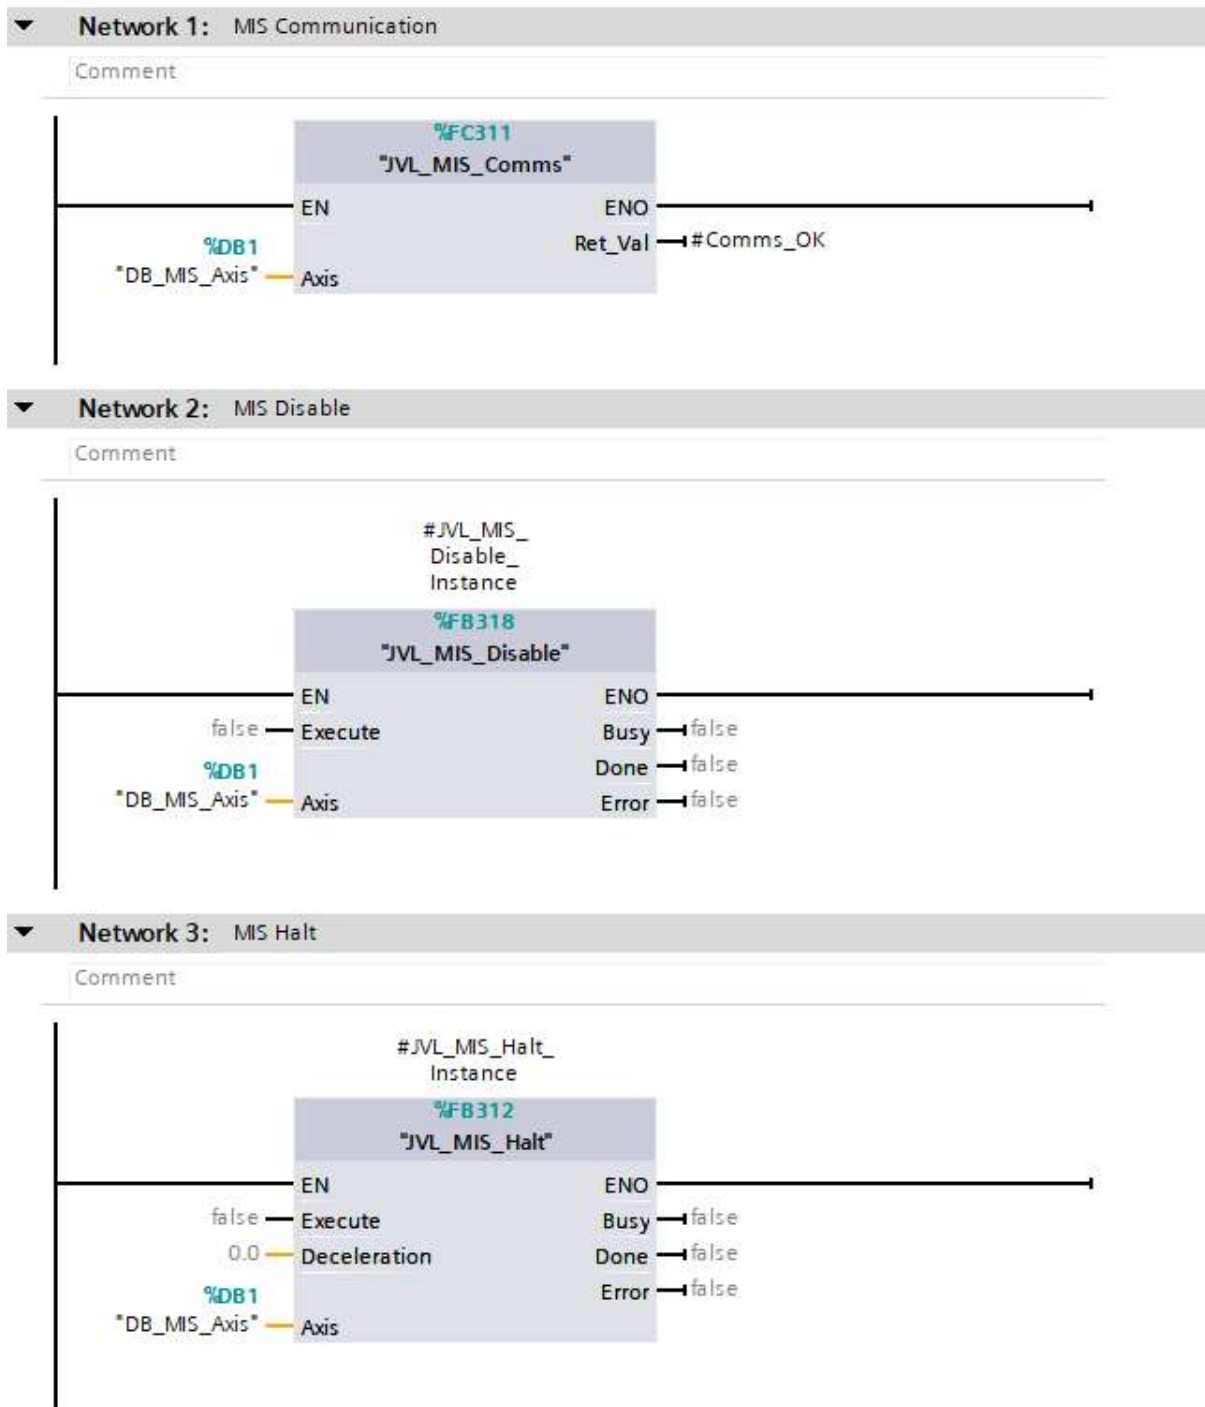 Network 1: MIS Communication
Comment
%FC311
"JVL_MIS_Comms"
EN ENO
%DB1 Ret_Val #Comms_OK
"DB_MIS_Axis" Axis
Network 2: MIS Disable
Comment
#JVL_MIS_
Disable_
Instance
%FB318
"JVL_MIS_Disable"
EN ENO
false Execute Busy false
%DB1 Done false
"DB_MIS_Axis" Axis Error false
Network 3: MIS Halt
Comment
#JVL_MIS_Halt_
Instance
%FB312
"JVL_MIS_Halt"
EN ENO
false Execute Busy false
0.0 Deceleration Done false
%DB1 Error false
"DB_MIS_Axis" Axis